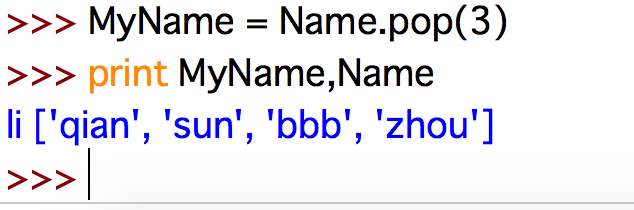 >>> MyName = Name.pop(3)
>>> print MyName,Name
li ['qian', 'sun', 'bbb', 'zhou']
>>>